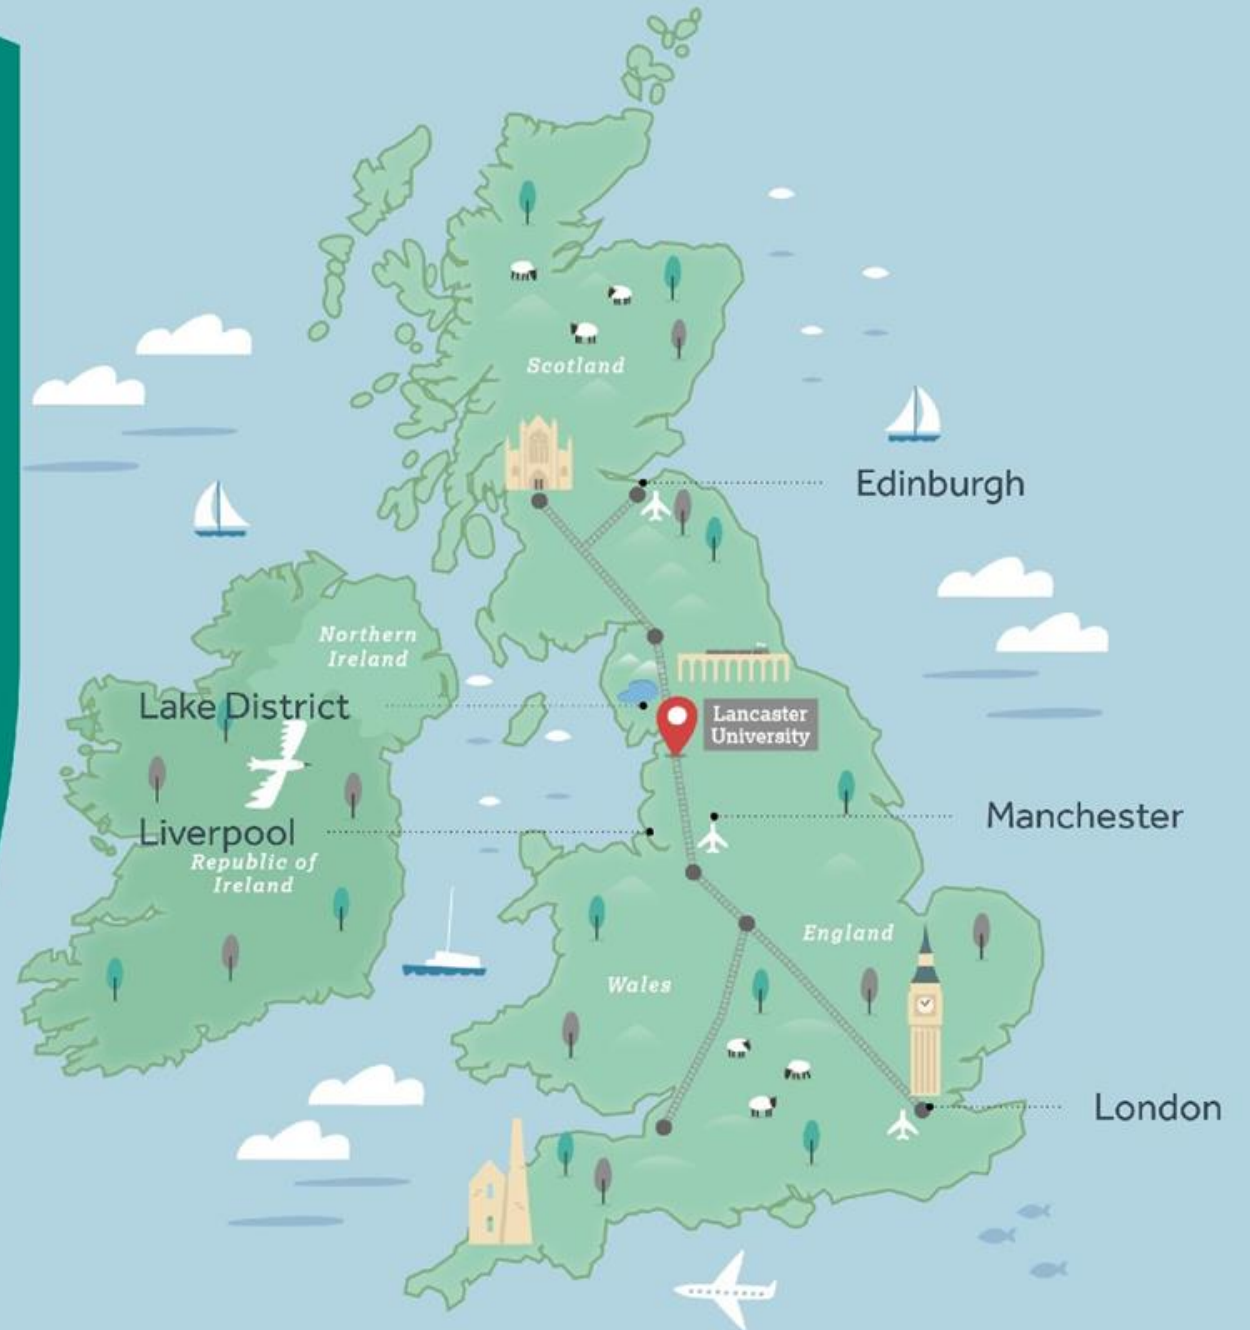 Scotland
Edinburgh
Northern
Ireland
Lake District
Lancaster
University
Manchester
Liverpool
Republic of
Ireland
England
Wales
London